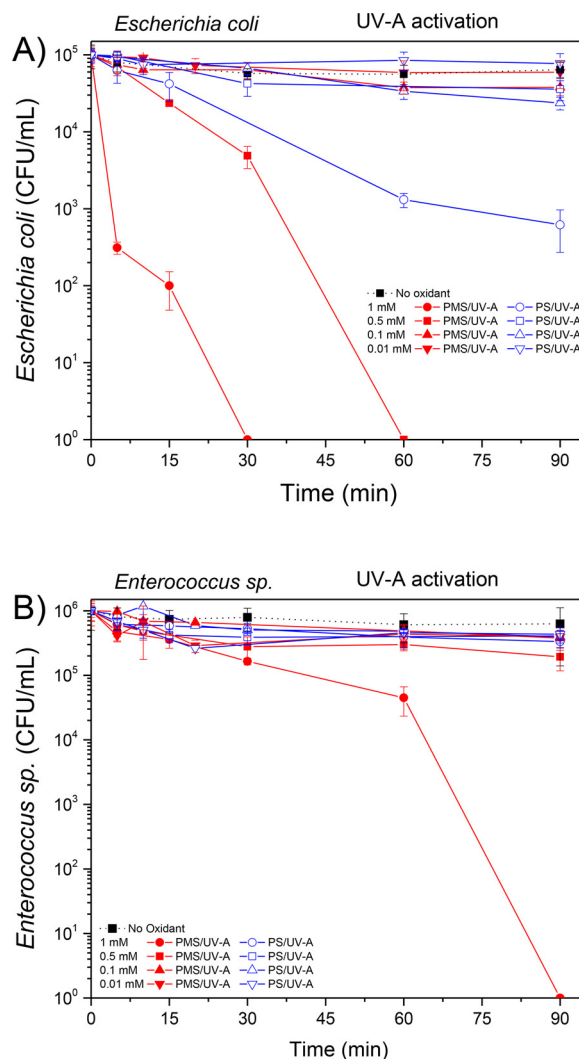 A)
Escherichia coli UV-A activation
Escherichia coli (CFU/mL)
10^5
10^4
10^3
10^2
10^1
10^0
No oxidant
1 mM PMS/UV-A PS/UV-A
0.5 mM PMS/UV-A PS/UV-A
0.1 mM PMS/UV-A PS/UV-A
0.01 mM PMS/UV-A PS/UV-A
0 15 30 45 60 75 90
Time (min)
Enterococcus sp. UV-A activation
B)
Enterococcus sp. (CFU/mL)
10^6
10^5
10^4
10^3
10^2
10^1
10^0
No Oxidant
1 mM PMS/UV-A PS/UV-A
0.5 mM PMS/UV-A PS/UV-A
0.1 mM PMS/UV-A PS/UV-A
0.01 mM PMS/UV-A PS/UV-A
0 15 30 45 60 75 90
Time (min)